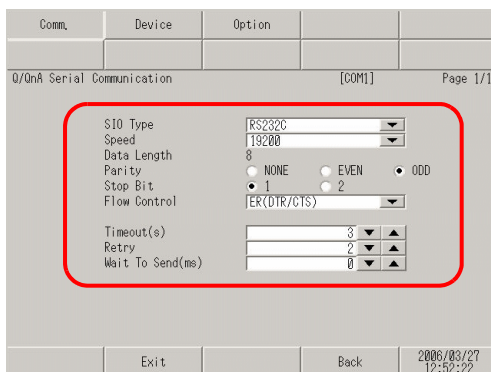 Comm. Device Option
Q/QnA Serial Communication [COM1] Page 1/1
SIO Type RS232C
Speed 19200
Data Length 8
Parity NONE EVEN ODD
Stop Bit 1 2
Flow Control ER(DTR/CTS)
Timeout(s) 3
Retry 2
Wait To Send(ms) 0
Exit Back 2006/03/27
12:52:22